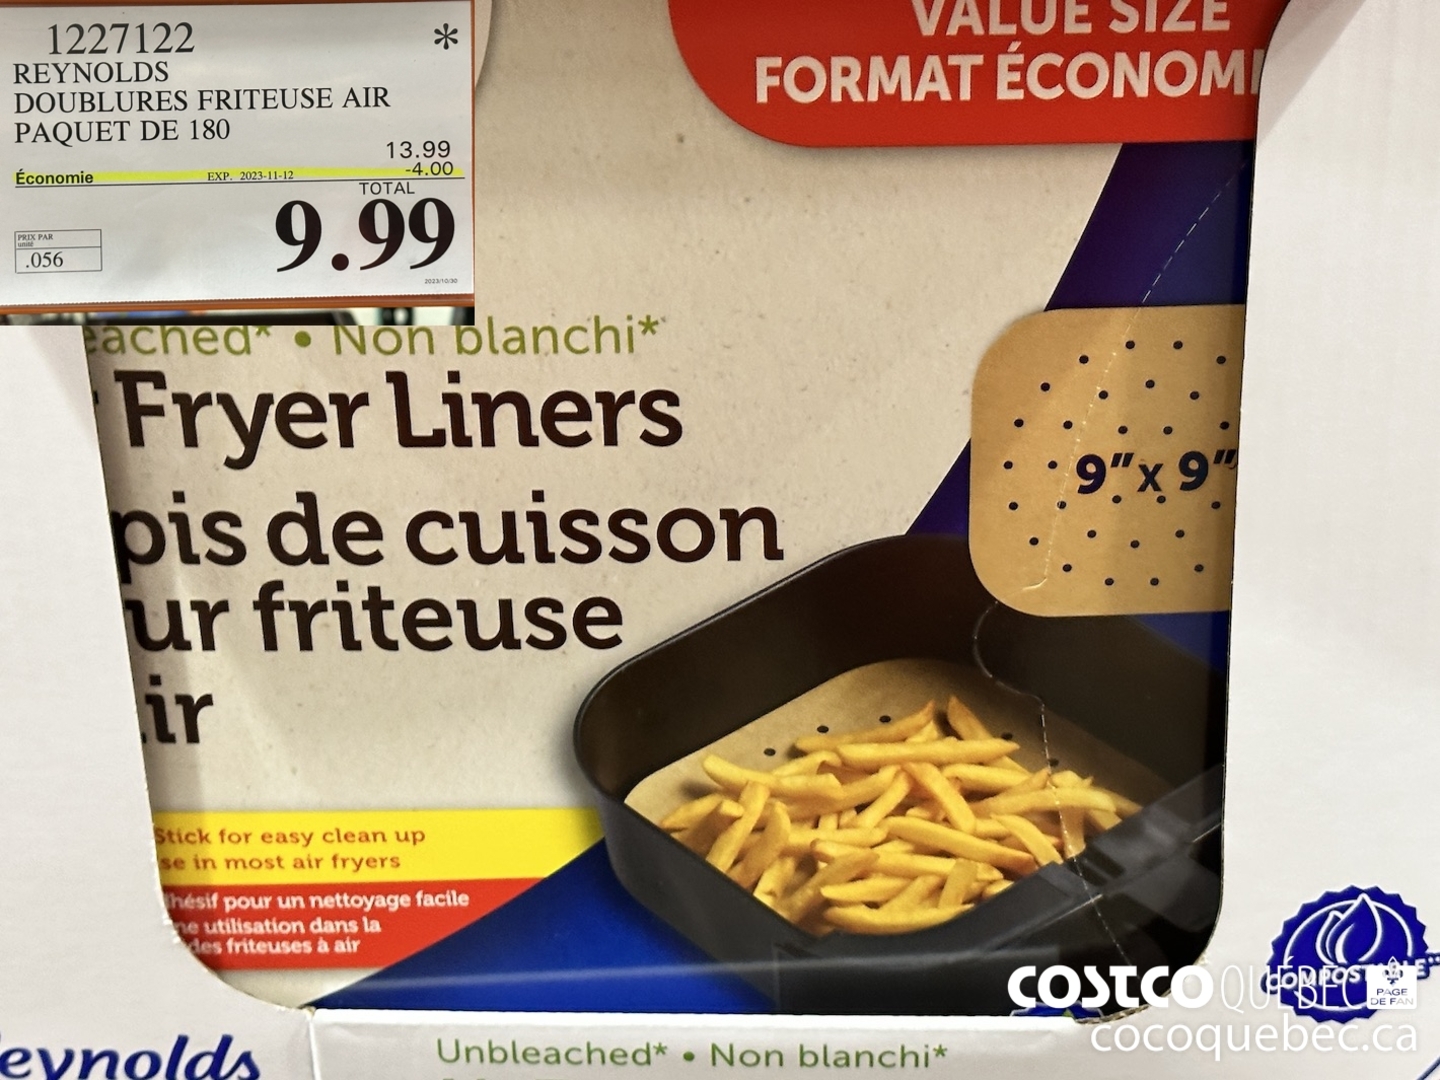 1227122 *
REYNOLDS
DOUBLURES FRITEUSE AIR
PAQUET DE 180
13.99
Économie EXP. 2023-11-12 -4.00
TOTAL
9.99
PRIX PAR
unité
.056
2023/10/30
VALUE SIZE
FORMAT ÉCONOMI
eached* • Non blanchi*
Fryer Liners
pis de cuisson
ur friteuse
ir
9" x 9"
Stick for easy clean up
se in most air fryers
hésif pour un nettoyage facile
ne utilisation dans la
des friteuses à air
COMPOSTABLE**
COSTCO QUÉBEC
PAGE
DE FAN
cocoquebec.ca
eynolds
Unbleached* • Non blanchi*